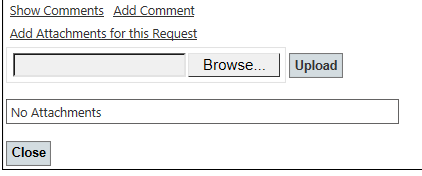 Show Comments Add Comment
Add Attachments for this Request
Browse... Upload
No Attachments
Close